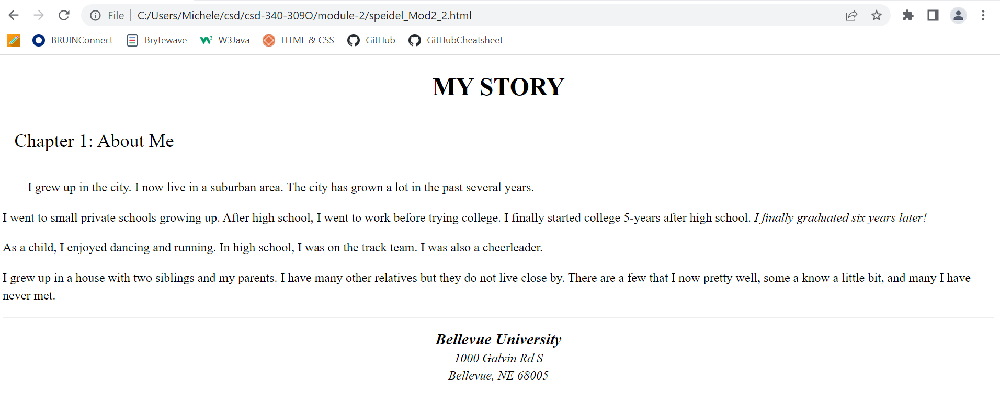 File | C:/Users/Michele/csd/csd-340-309O/module-2/speidel_Mod2_2.html
BRUINConnect Brytewave W3Java HTML & CSS GitHub GitHubCheatsheet
MY STORY
Chapter 1: About Me
I grew up in the city. I now live in a suburban area. The city has grown a lot in the past several years.
I went to small private schools growing up. After high school, I went to work before trying college. I finally started college 5-years after high school. I finally graduated six years later!
As a child, I enjoyed dancing and running. In high school, I was on the track team. I was also a cheerleader.
I grew up in a house with two siblings and my parents. I have many other relatives but they do not live close by. There are a few that I now pretty well, some a know a little bit, and many I have
never met.
Bellevue University
1000 Galvin Rd S
Bellevue, NE 68005